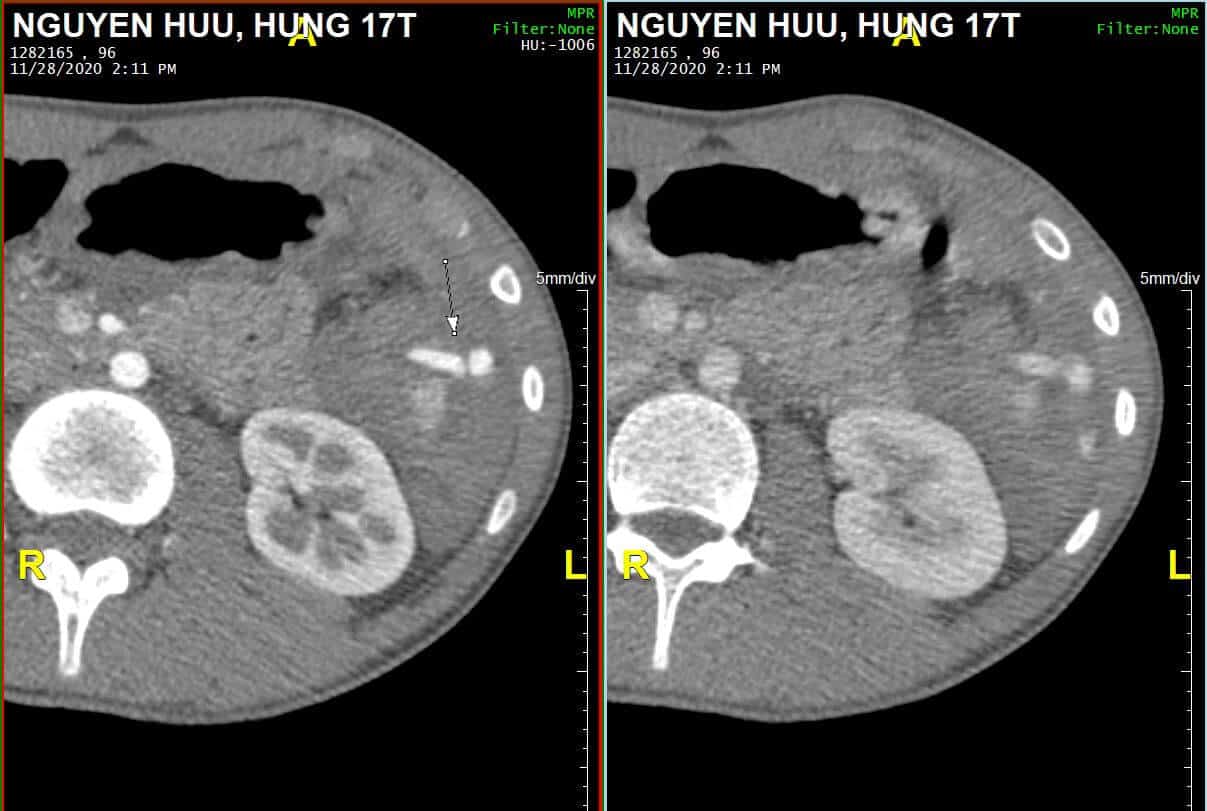 NGUYEN HUU, HUNG 17T
A
MPR
Filter:None
HU:-1006
1282165 , 96
11/28/2020 2:11 PM
5mm/div
R
L
NGUYEN HUU, HUNG 17T
A
MPR
Filter:None
1282165 , 96
11/28/2020 2:11 PM
5mm/div
R
L